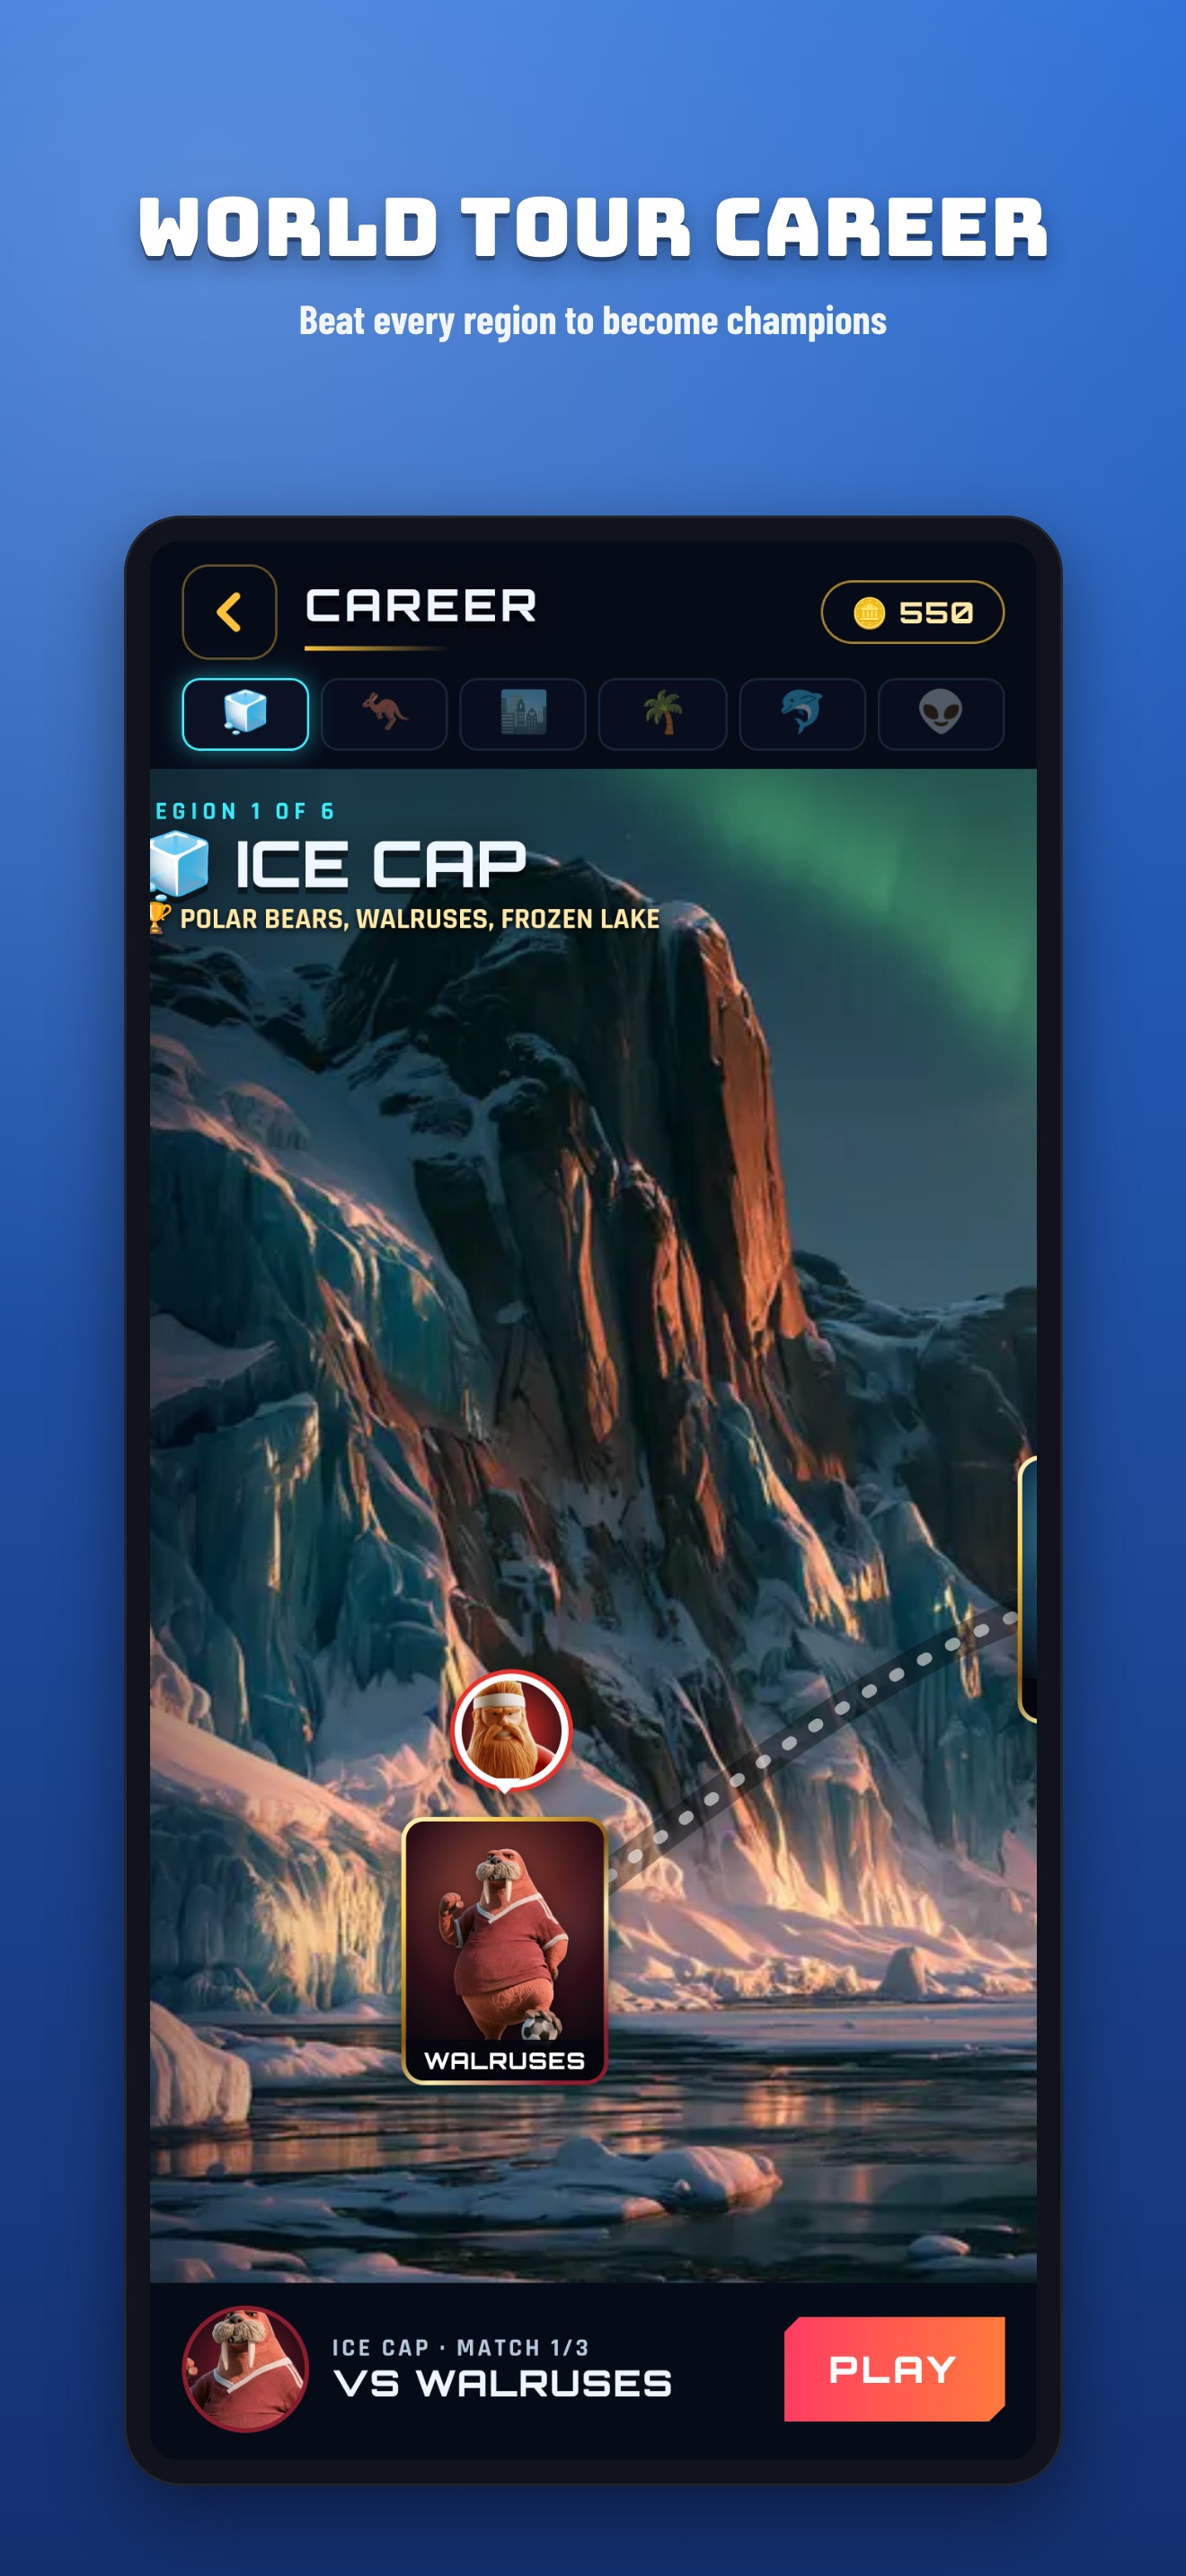 WORLD TOUR CAREER
Beat every region to become champions
CAREER
550
EGION 1 OF 6
ICE CAP
POLAR BEARS, WALRUSES, FROZEN LAKE
WALRUSES
ICE CAP · MATCH 1/3
VS WALRUSES
PLAY